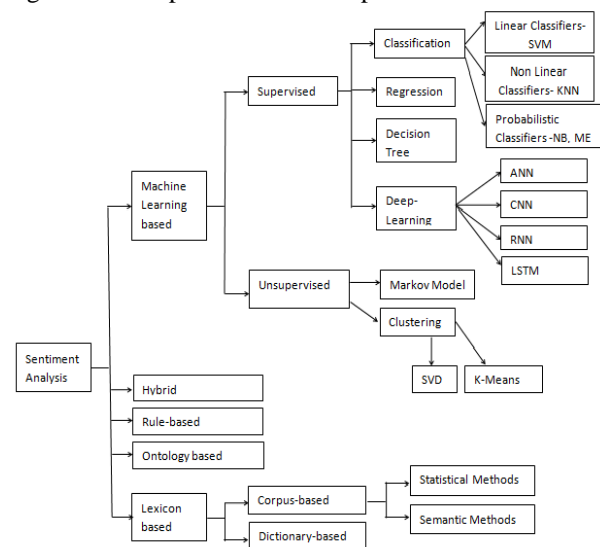 Linear Classifiers-
SVM
Classification
Non Linear
Classifiers- KNN
Supervised
Regression
Probabilistic
Classifiers -NB, ME
Decision
Tree
ANN
Machine
Learning
based
Deep-
Learning
CNN
RNN
LSTM
Unsupervised
Markov Model
Clustering
Sentiment
Analysis
SVD
K-Means
Hybrid
Rule-based
Ontology based
Statistical Methods
Lexicon
based
Corpus-based
Semantic Methods
Dictionary-based